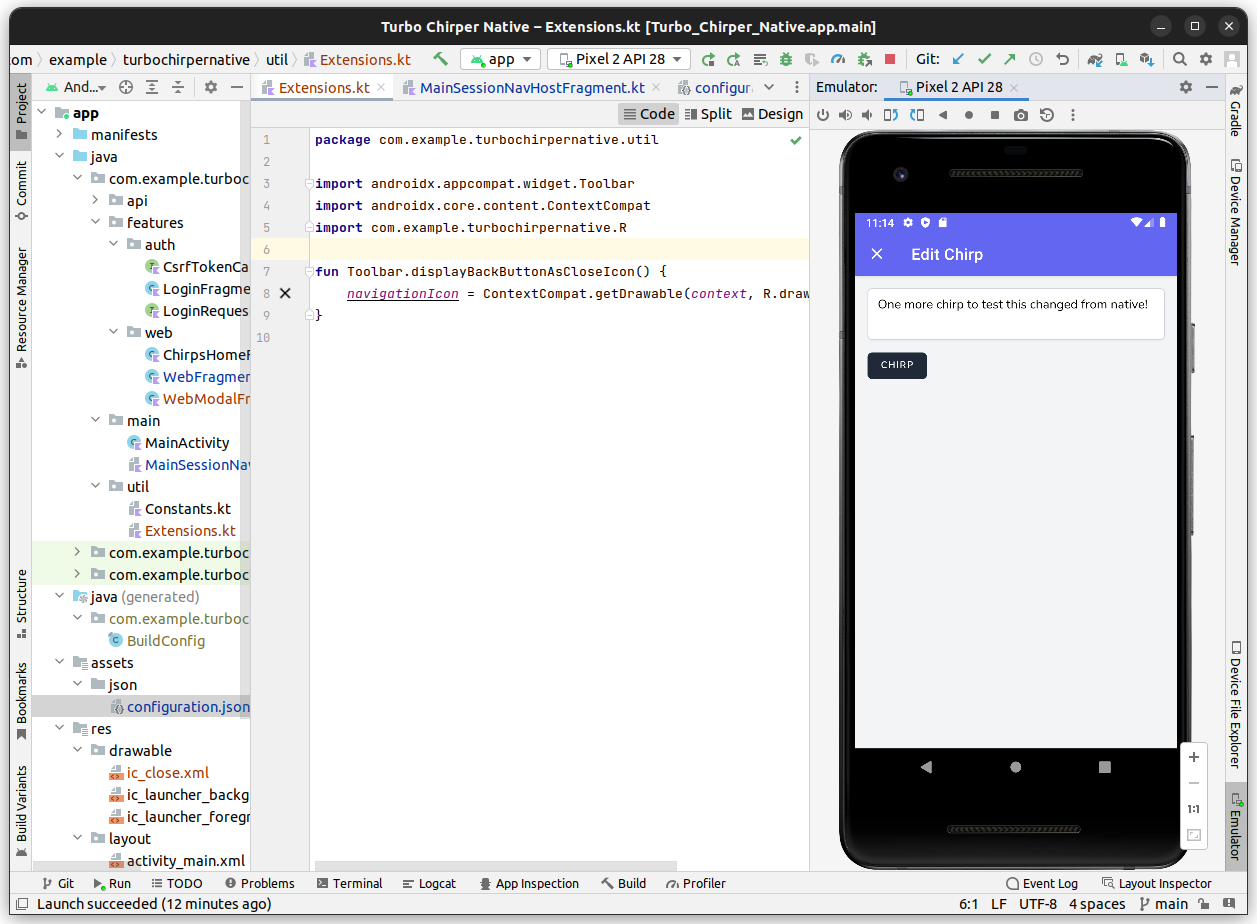 Turbo Chirper Native – Extensions.kt [Turbo_Chirper_Native.app.main]
om
example
turbochirpernative
util
Extensions.kt
app
Pixel 2 API 28
Git:
And...
Extensions.kt
MainSessionNavHostFragment.kt
configur
Emulator:
Pixel 2 API 28
Code
Split
Design
Project
Commit
Resource Manager
Structure
Bookmarks
Build Variants
app
manifests
java
com.example.turboc
api
features
auth
CsrfTokenCa
LoginFragme
LoginReques
web
ChirpsHomeF
WebFragmen
WebModalFr
main
MainActivity
MainSessionNav
util
Constants.kt
Extensions.kt
com.example.turboc
com.example.turboc
java (generated)
com.example.turboc
BuildConfig
assets
json
configuration.json
res
drawable
ic_close.xml
ic_launcher_backg
ic_launcher_foregr
layout
activity_main.xml
1 package com.example.turbochirpernative.util
2
3 import androidx.appcompat.widget.Toolbar
4 import androidx.core.content.ContextCompat
5 import com.example.turbochirpernative.R
6
7 fun Toolbar.displayBackButtonAsCloseIcon() {
8 navigationIcon = ContextCompat.getDrawable(context, R.draw
9 }
10
11:14
Edit Chirp
One more chirp to test this changed from native!
CHIRP
1:1
Gradle
Device Manager
Device File Explorer
Emulator
Git
Run
TODO
Problems
Terminal
Logcat
App Inspection
Build
Profiler
Event Log
Layout Inspector
Launch succeeded (12 minutes ago)
6:1
LF
UTF-8
4 spaces
main